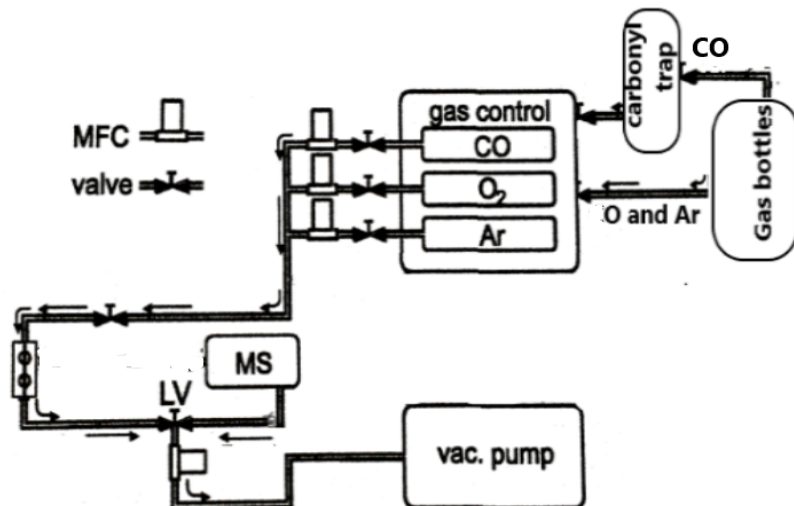 CO
carbonyl
trap
gas control
CO
MFC
O₂
valve
Gas bottles
O and Ar
Ar
MS
LV
vac. pump